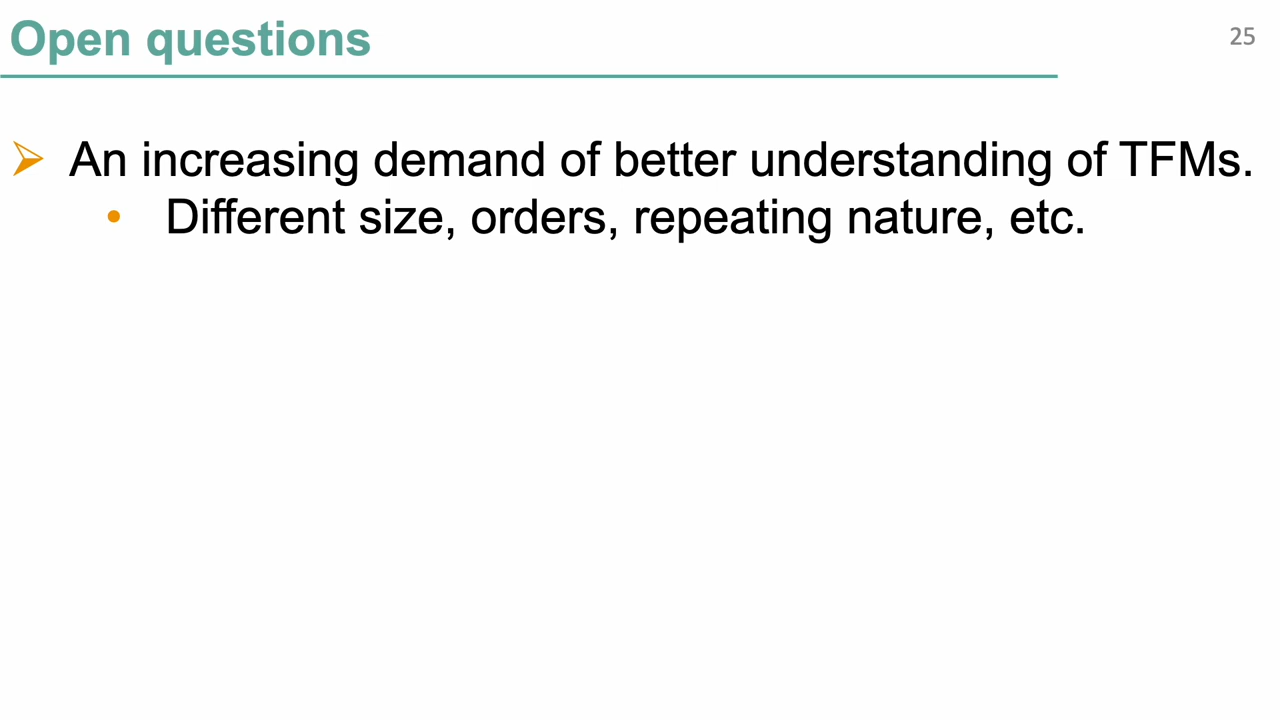 Open questions
25
An increasing demand of better understanding of TFMs.
Different size, orders, repeating nature, etc.